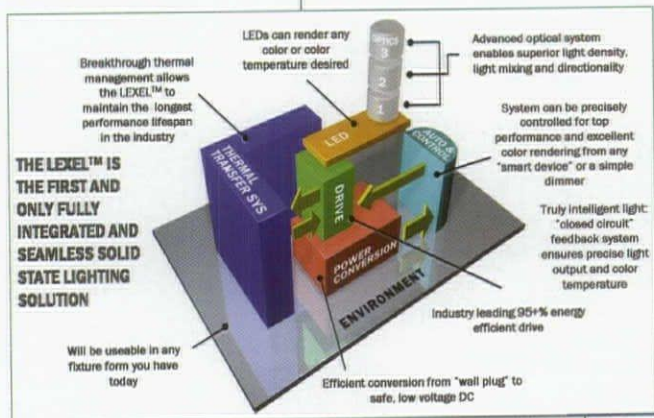 LEDs can render any
color or color
temperature desired
Advanced optical system
enables superior light density,
light mixing and directionality
Breakthrough thermal
management allows
the LEXEL™ to
maintain the longest
performance lifespan
in the industry
OPTICS
3
2
1
System can be precisely
controlled for top
performance and excellent
color rendering from any
"smart device" or a simple
dimmer
LED
AUTO &
CONTROL
THERMAL
TRANSFER SYS
DRIVE
THE LEXEL™ IS
THE FIRST AND
ONLY FULLY
INTEGRATED AND
SEAMLESS SOLID
STATE LIGHTING
SOLUTION
Truly intelligent light:
"closed circuit"
feedback system
ensures precise light
output and color
temperature
POWER
CONVERSION
ENVIRONMENT
Industry leading 95+% energy
efficient drive
Will be useable in any
fixture form you have
today
Efficient conversion from "wall plug" to
safe, low voltage DC